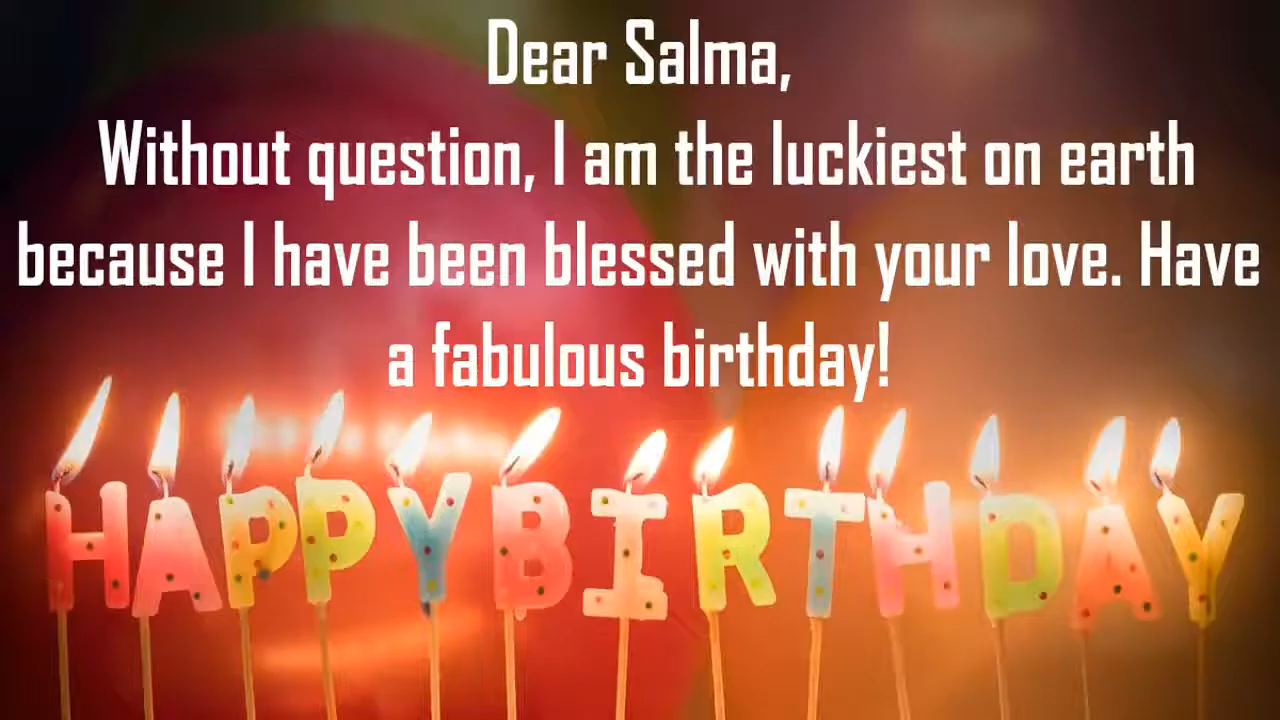 Dear Salma,
Without question, I am the luckiest on earth
because I have been blessed with your love. Have
a fabulous birthday!
HAPPY BIRTHDAY